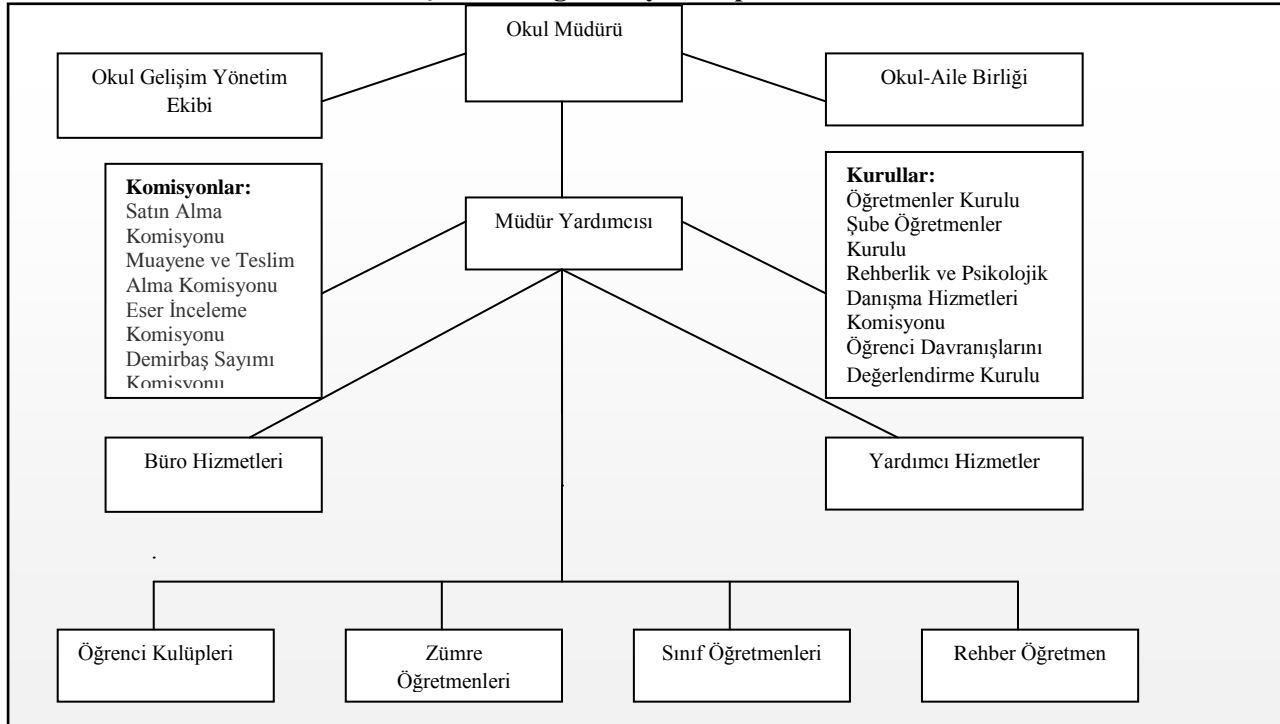 Okul Müdürü
Okul Gelişim Yönetim
Ekibi
Okul-Aile Birliği
Komisyonlar:
Satın Alma
Komisyonu
Muayene ve Teslim
Alma Komisyonu
Eser İnceleme
Komisyonu
Demirbaş Sayımı
Komisyonu
Müdür Yardımcısı
Kurullar:
Öğretmenler Kurulu
Şube Öğretmenler
Kurulu
Rehberlik ve Psikolojik
Danışma Hizmetleri
Komisyonu
Öğrenci Davranışlarını
Değerlendirme Kurulu
Büro Hizmetleri
Yardımcı Hizmetler
Öğrenci Kulüpleri
Zümre
Öğretmenleri
Sınıf Öğretmenleri
Rehber Öğretmen